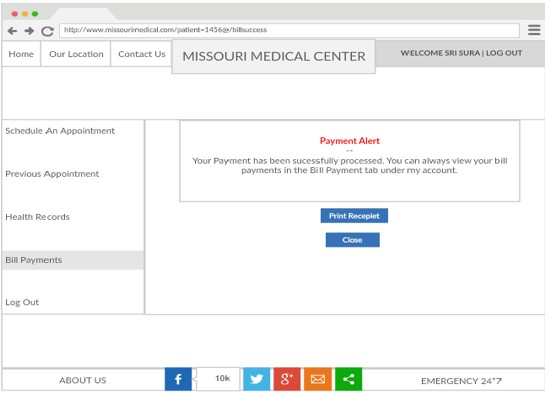 http://www.missourimedical.com/patient=1456@/billsuccess
Home
Our Location
Contact Us
MISSOURI MEDICAL CENTER
WELCOME SRI SURA | LOG OUT
Schedule An Appointment
Previous Appointment
Health Records
Bill Payments
Log Out
Payment Alert
--
Your Payment has been sucessfully processed. You can always view your bill
payments in the Bill Payment tab under my account.
Print Recepiet
Close
ABOUT US
f
10k
g+
EMERGENCY 24*7